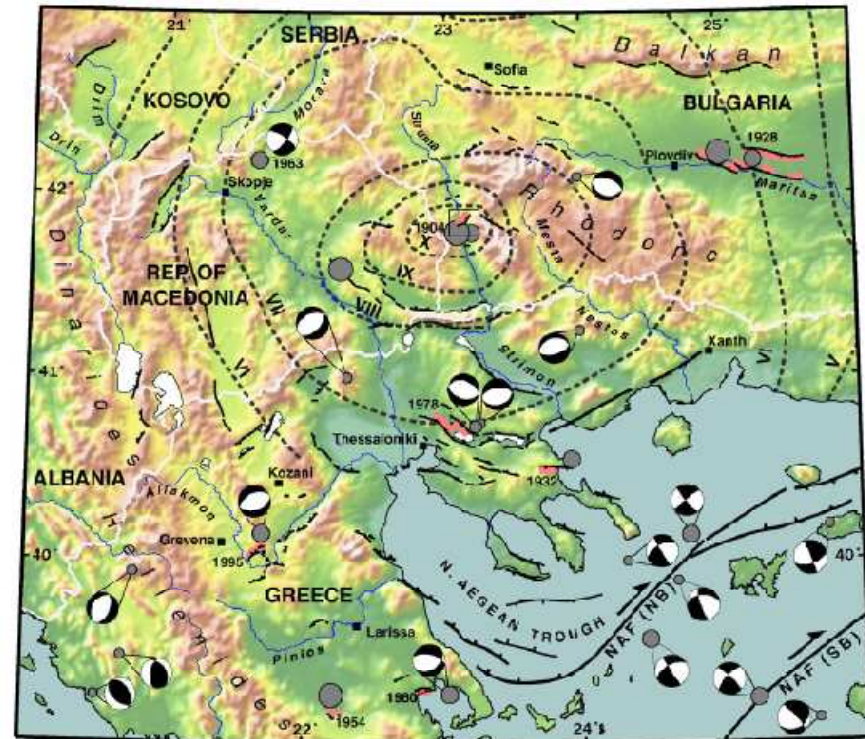 21°
23°
25°
SERBIA
Balkan
Sofia
KOSOVO
Morava
BULGARIA
Drim
Struma
1928
Drin
1963
Plovdiv
Maritsa
42°
Skopje
Vardar
Rhodope
1904
X
Mesta
Dinarides
REP OF
MACEDONIA
IX
VIII
VII
Nestos
Strimon
Xanth
V
V
VI
41°
1978
Thessaloniki
Kozani
1932
ALBANIA
Aliakmon
Grevena
40°
1995
40°
GREECE
N. AEGEAN TROUGH
NAF (NB)
Larissa
Pinios
Hellenides
NAF (SB)
1980
1954
22°
24°